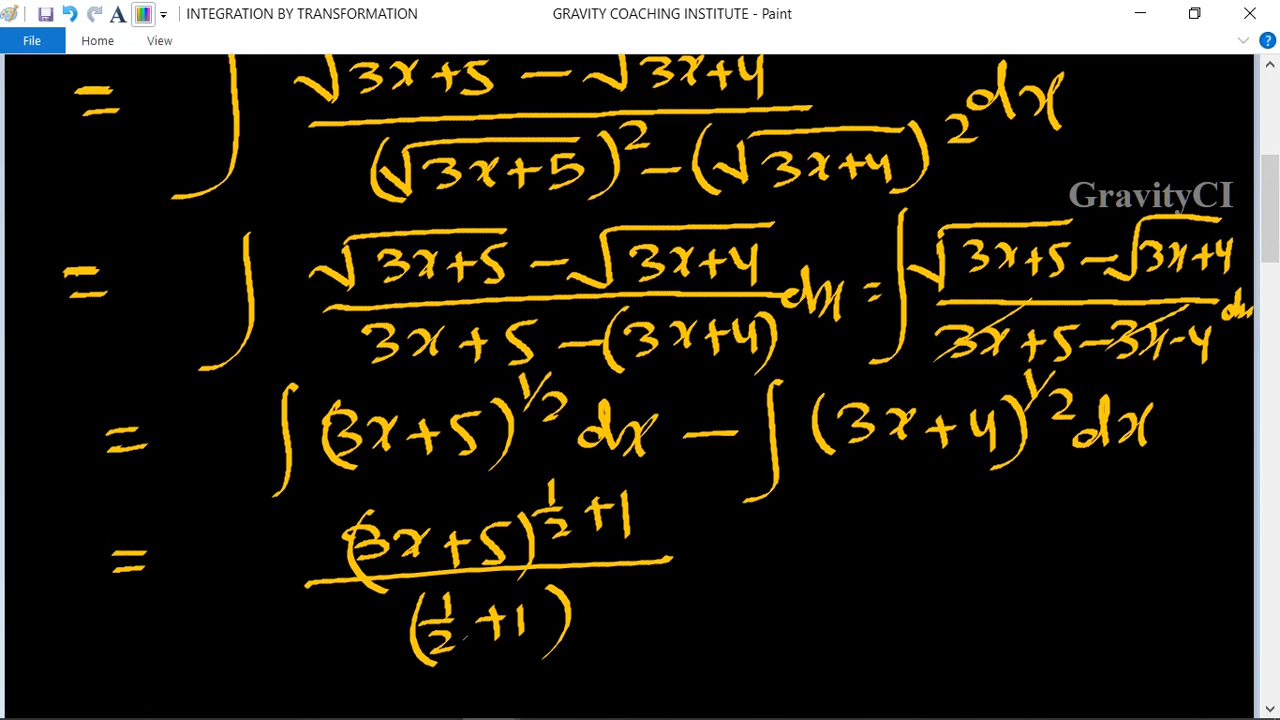 INTEGRATION BY TRANSFORMATION GRAVITY COACHING INSTITUTE - Paint
File Home View
= ∫ (√(3x+5) - √(3x+4)) / ((√(3x+5))² - (√(3x+4))²) dx
GravityCI
= ∫ (√(3x+5) - √(3x+4)) / (3x+5-(3x+4)) dx = ∫ (√(3x+5) - √(3x+4)) / (3x+5-3x-4) dx
= ∫ (3x+5)^1/2 dx - ∫ (3x+4)^1/2 dx
= (3x+5)^(1/2 +1) / (1/2 +1)